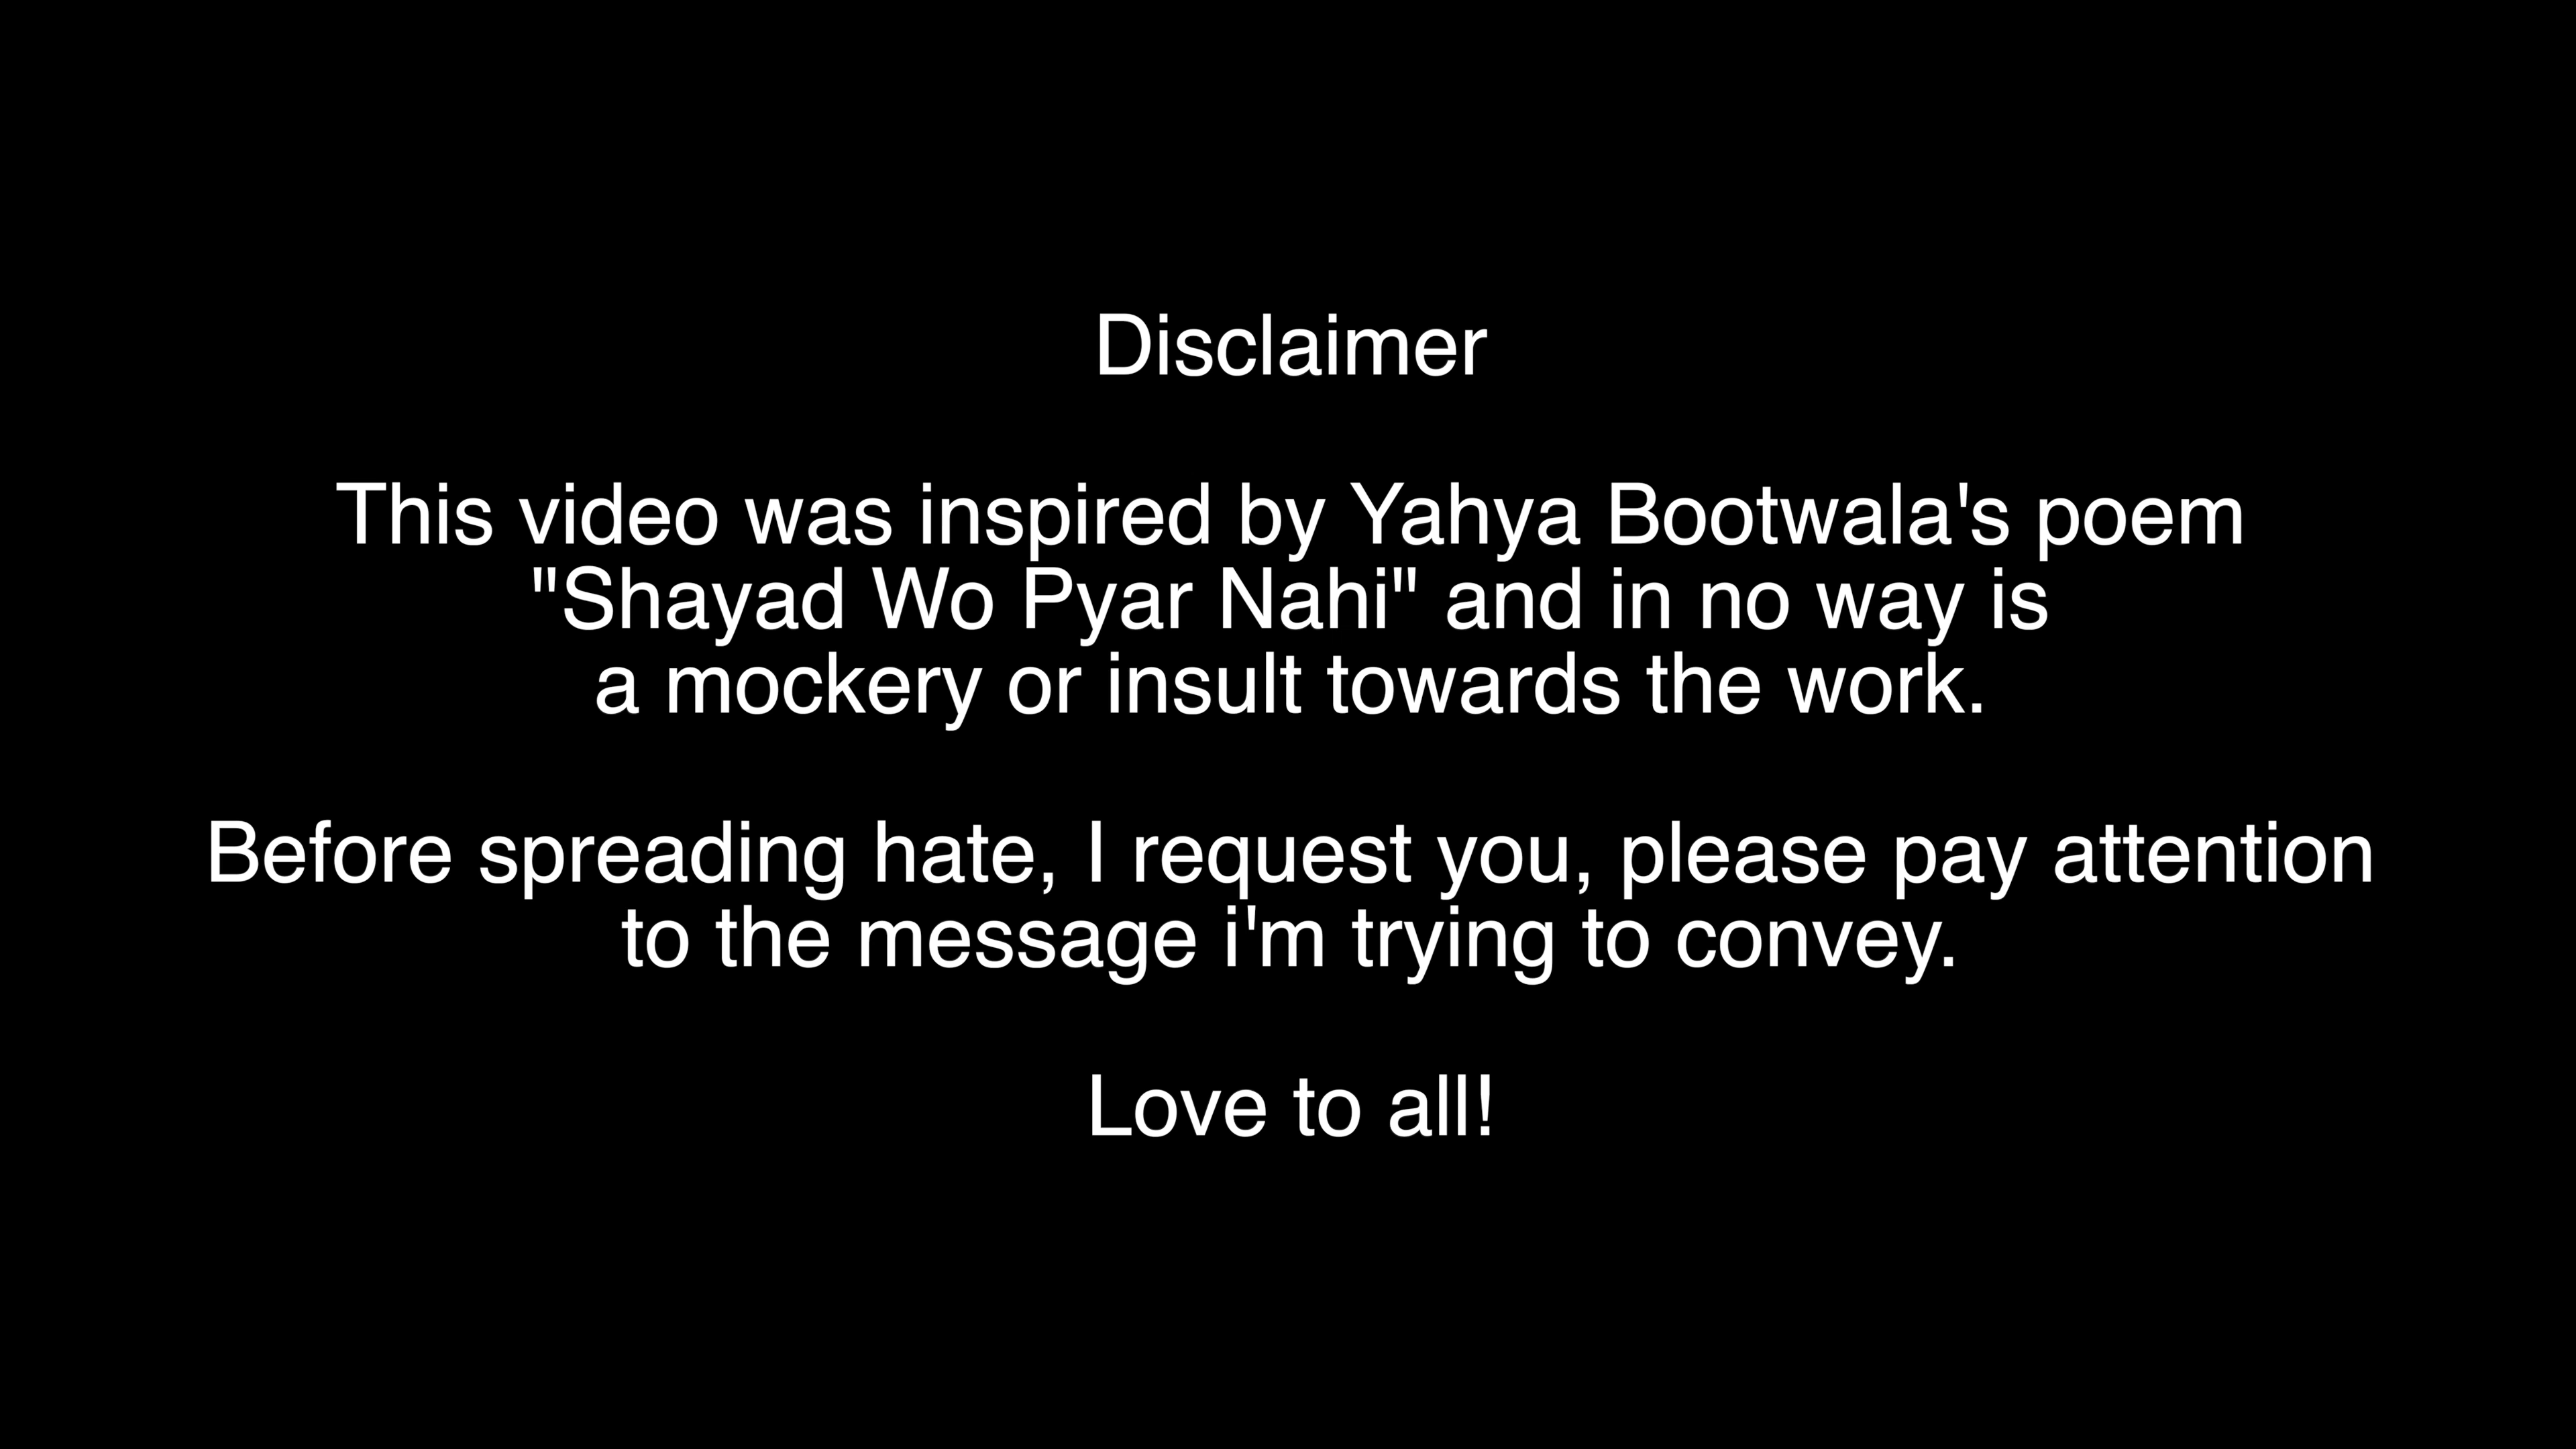 Disclaimer
This video was inspired by Yahya Bootwala's poem
"Shayad Wo Pyar Nahi" and in no way is
a mockery or insult towards the work.
Before spreading hate, I request you, please pay attention
to the message i'm trying to convey.
Love to all!